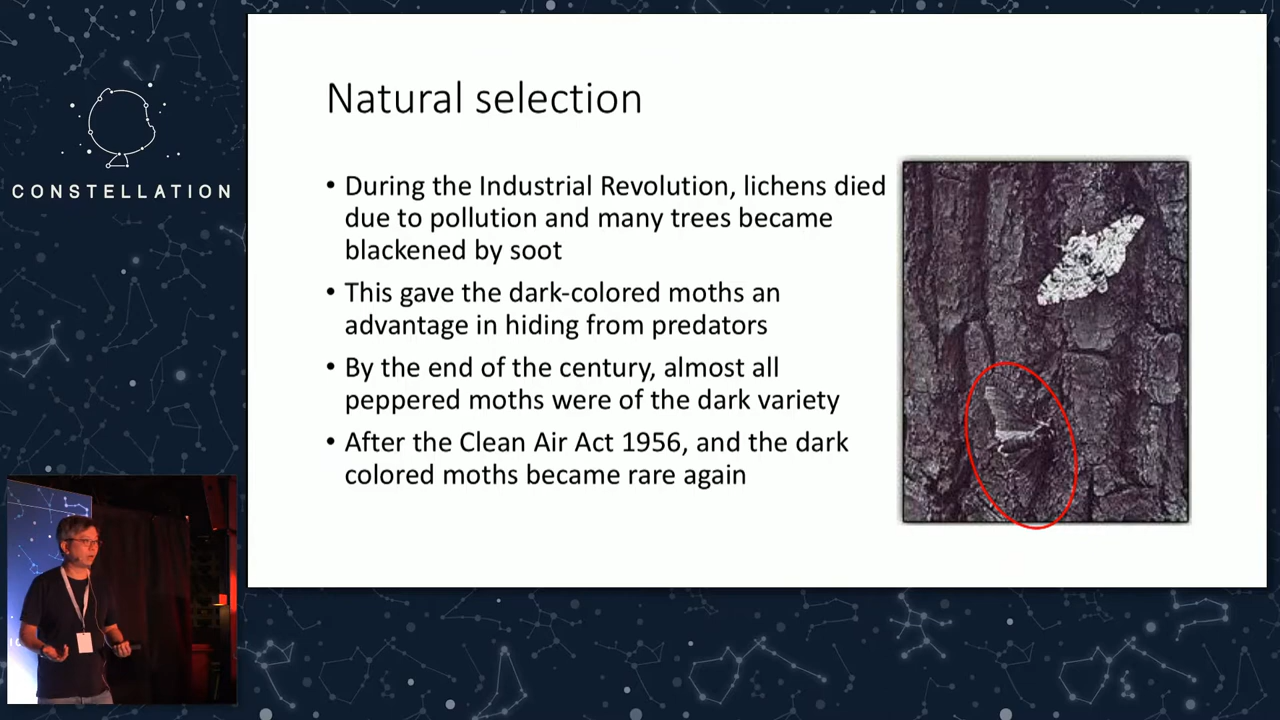 CONSTELLATION
Natural selection
• During the Industrial Revolution, lichens died
due to pollution and many trees became
blackened by soot
• This gave the dark-colored moths an
advantage in hiding from predators
• By the end of the century, almost all
peppered moths were of the dark variety
• After the Clean Air Act 1956, and the dark
colored moths became rare again